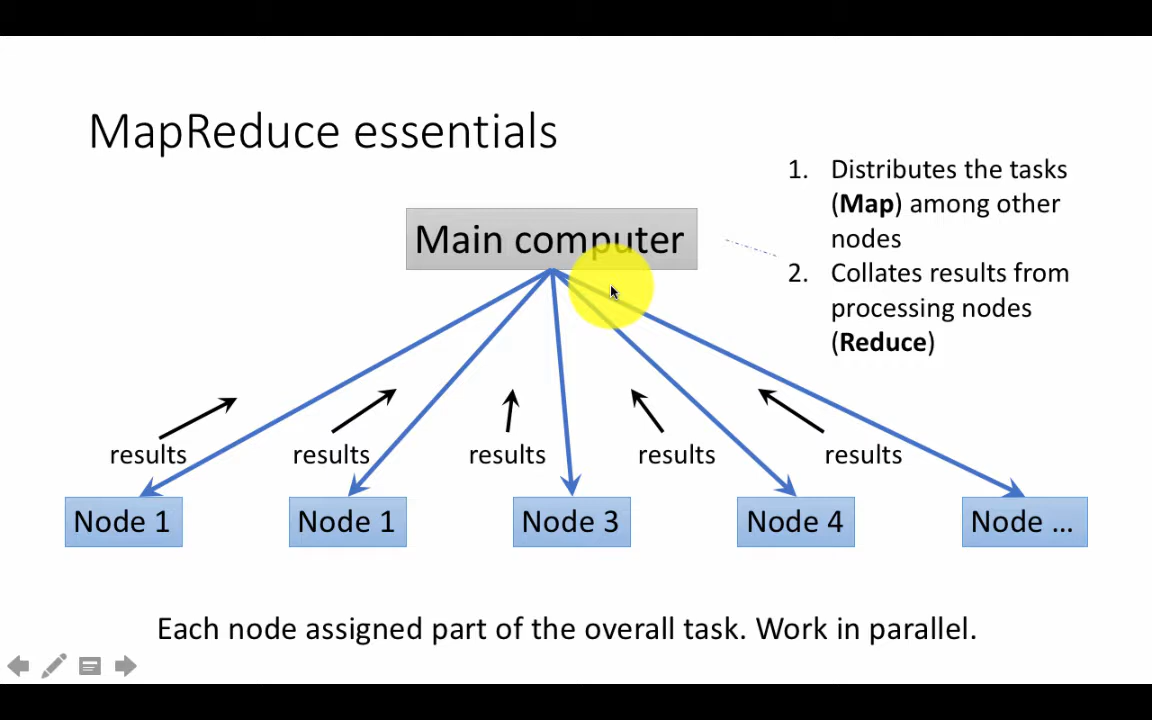 MapReduce essentials
Main computer
1. Distributes the tasks
(Map) among other
nodes
2. Collates results from
processing nodes
(Reduce)
results results results results results
Node 1 Node 1 Node 3 Node 4 Node ...
Each node assigned part of the overall task. Work in parallel.